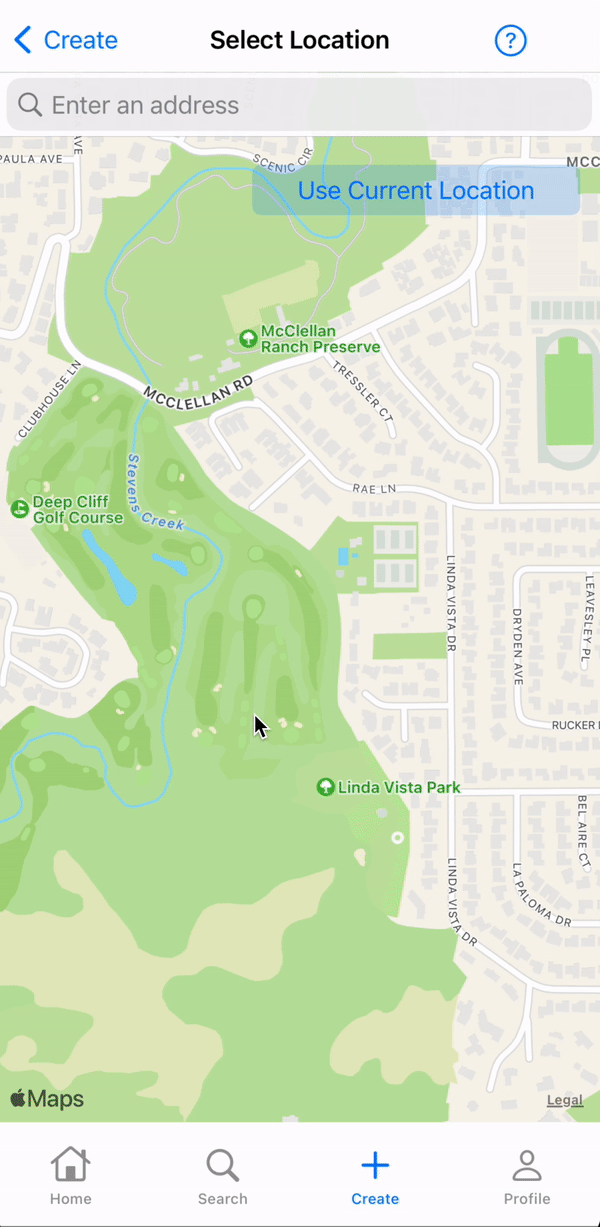 Create
Select Location
?
Enter an address
PAULA AVE
AVE
SCENIC CIR
MCC
Use Current Location
McClellan
Ranch Preserve
MCCLELLAN RD
TRESSLER CT
CLUBHOUSE LN
RAE LN
Deep Cliff
Golf Course
Stevens Creek
LINDA VISTA DR
DRYDEN AVE
LEAVESLEY PL
RUCKER
Linda Vista Park
BEL AIRE CT
LA PALOMA DR
LINDA VISTA DR
Maps
Legal
Home
Search
Create
Profile